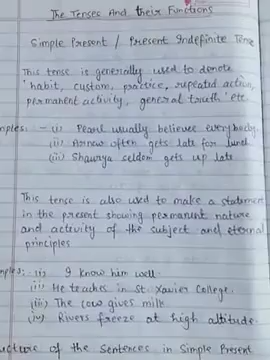 The Tenses And their Functions
Simple Present / Present Indefinite Tense
This tense is generally used to denote
'habit, custom, practice, repeated action,
permanent activity, general truth' etc
mples: - (i) Pearl usually believes everybody.
(ii) Arnav often gets late for lunch
(iii) Shaurya seldom gets up late
This tense is also used to make a statement
in the present showing permanent nature
and activity of the subject and eternal
principles
mples: (i) I know him well.
(ii) He teaches in St. Xavier College.
(iii) The cow gives milk
(iv) Rivers freeze at high altitude.
ucture of the Sentences in Simple Present